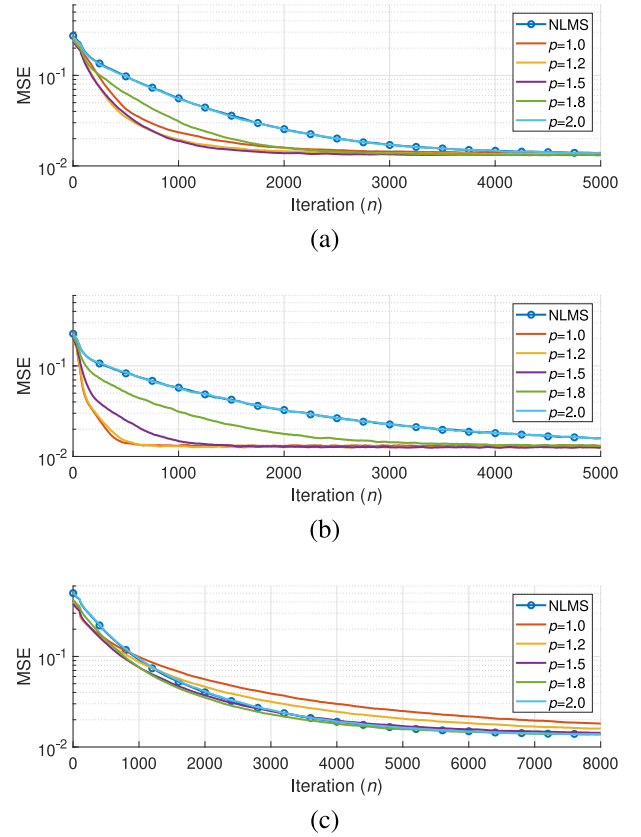 MSE
10^-1
10^-2
0 1000 2000 3000 4000 5000
Iteration (n)
NLMS
p=1.0
p=1.2
p=1.5
p=1.8
p=2.0
(a)
MSE
10^-1
10^-2
0 1000 2000 3000 4000 5000
Iteration (n)
NLMS
p=1.0
p=1.2
p=1.5
p=1.8
p=2.0
(b)
MSE
10^-1
10^-2
0 1000 2000 3000 4000 5000 6000 7000 8000
Iteration (n)
NLMS
p=1.0
p=1.2
p=1.5
p=1.8
p=2.0
(c)